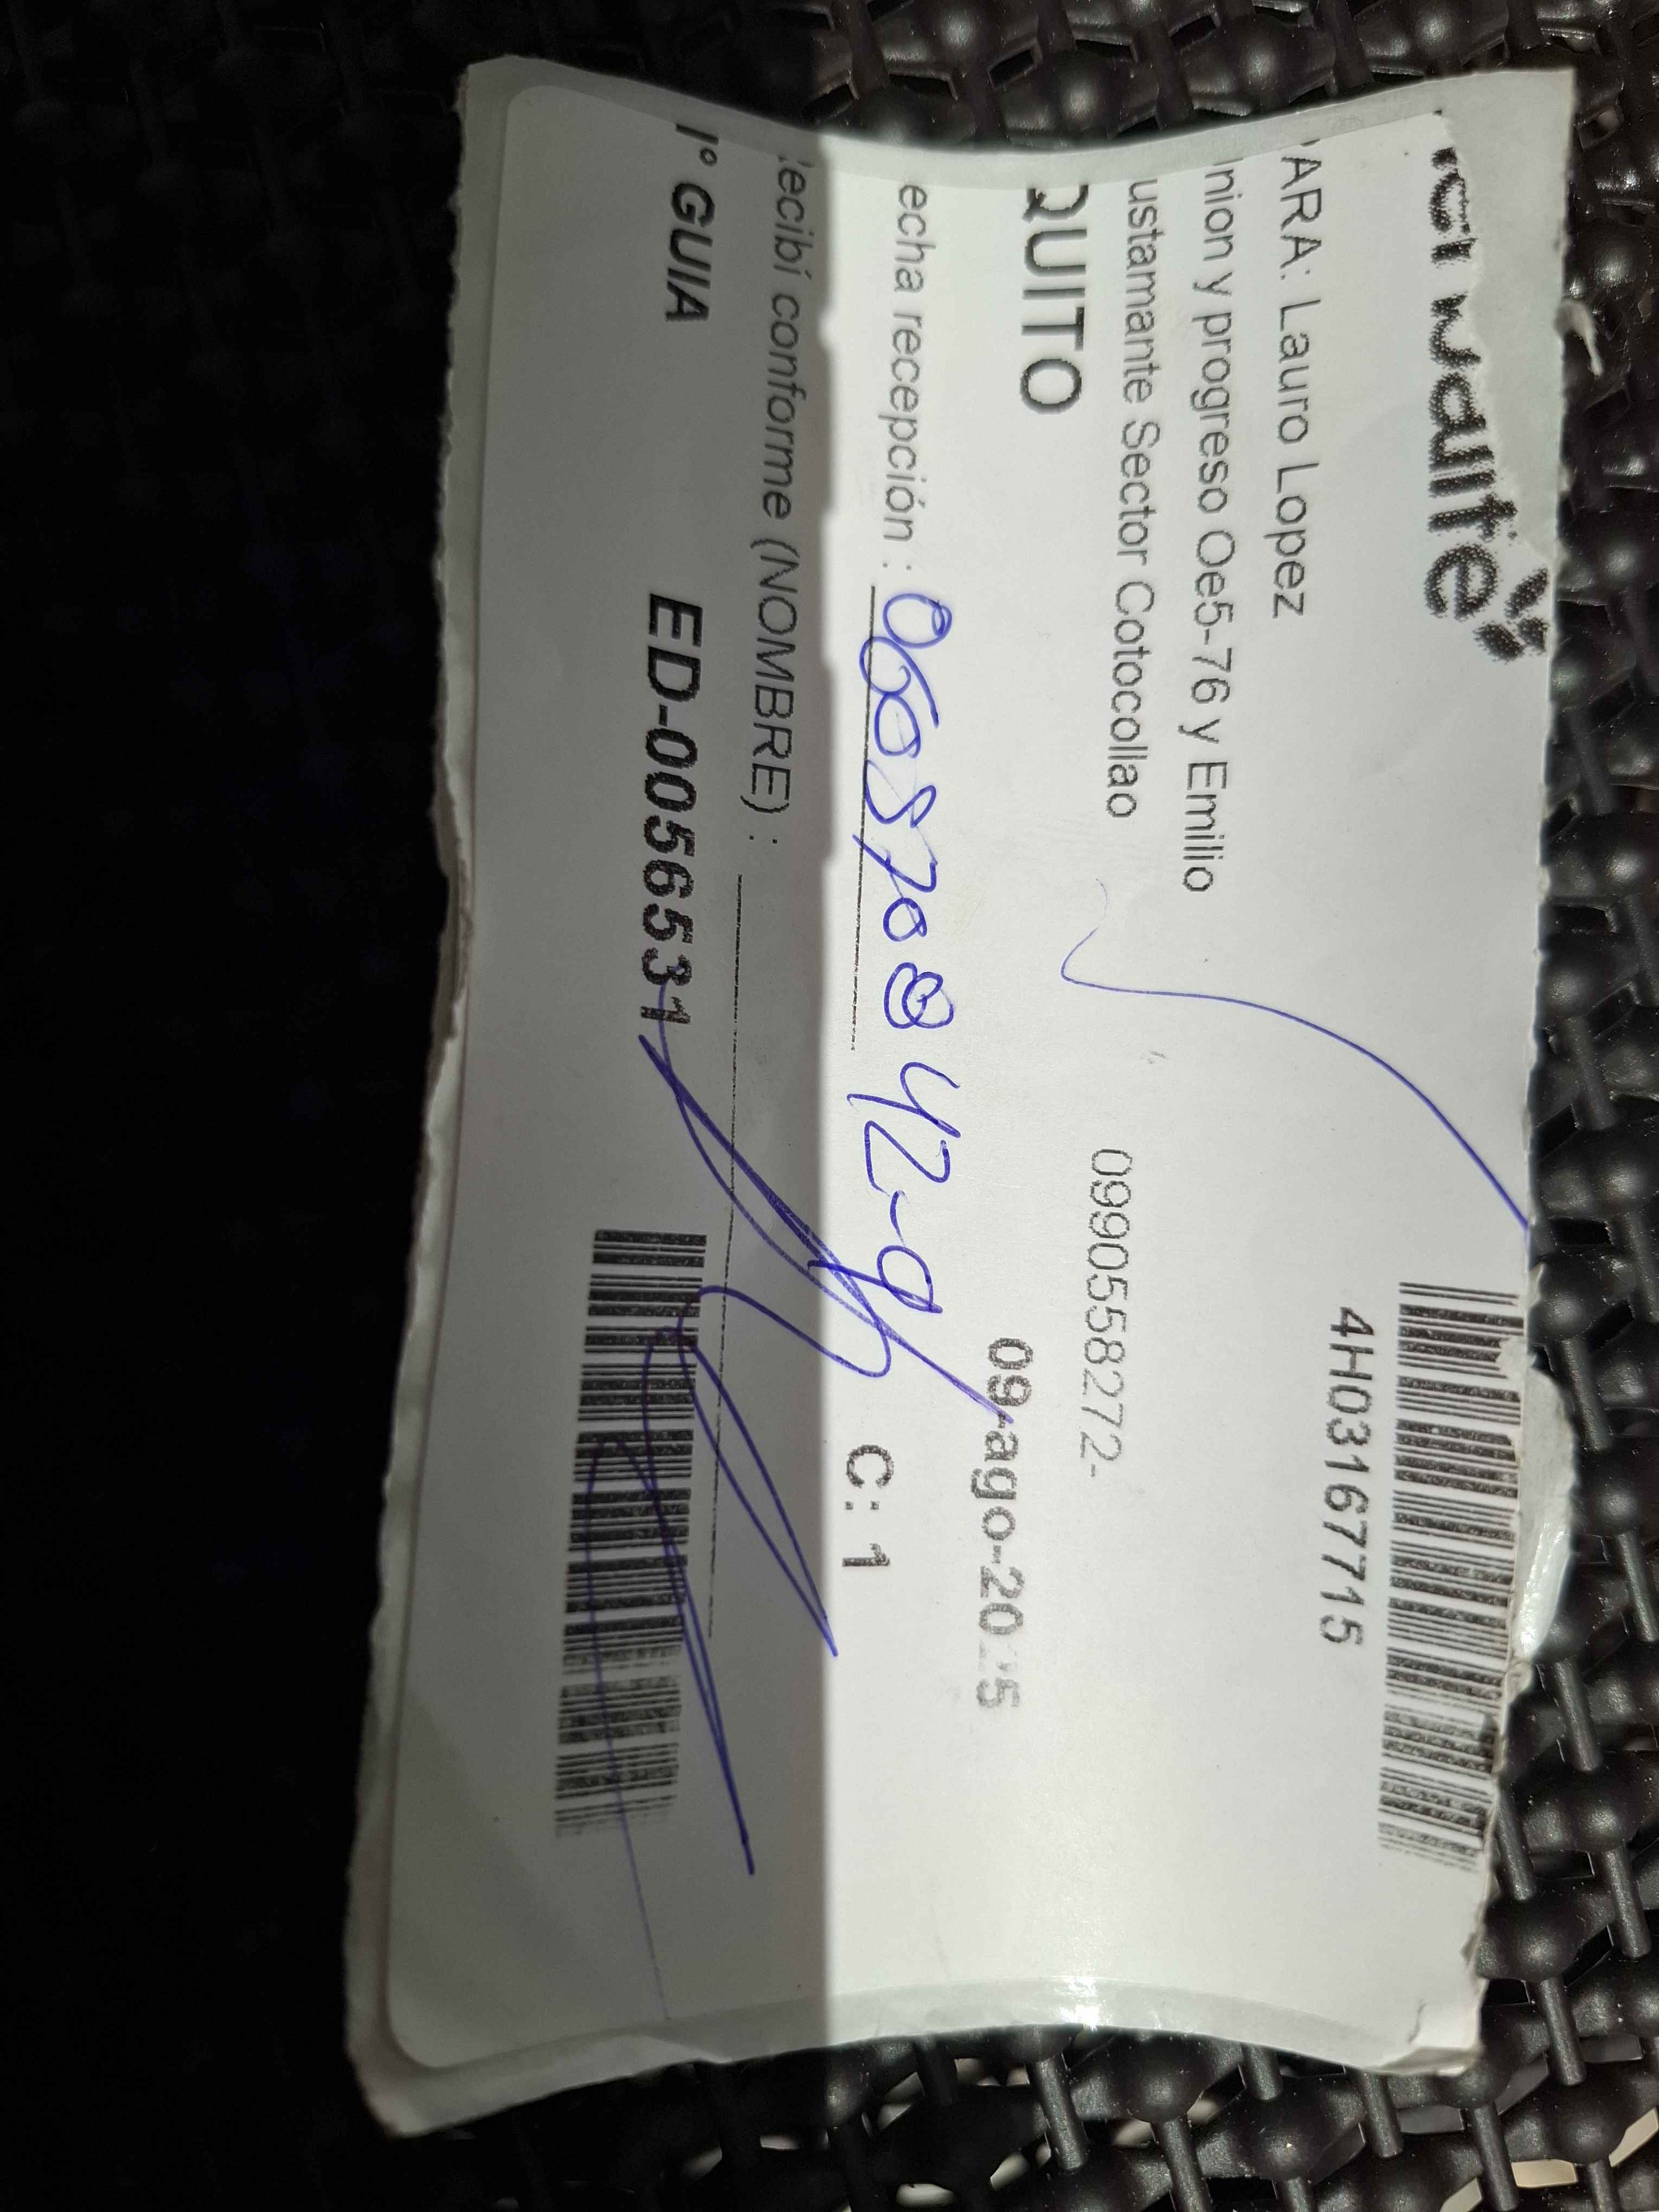 4H03167715
ARA: Lauro Lopez
nion y progreso Oe5-76 y Emilio
ustamante Sector Cotocollao
0990558272-
QUITO
09-ago-20
echa recepción :
C: 1
ecibí conforme (NOMBRE) :
° GUIA ED-00565531